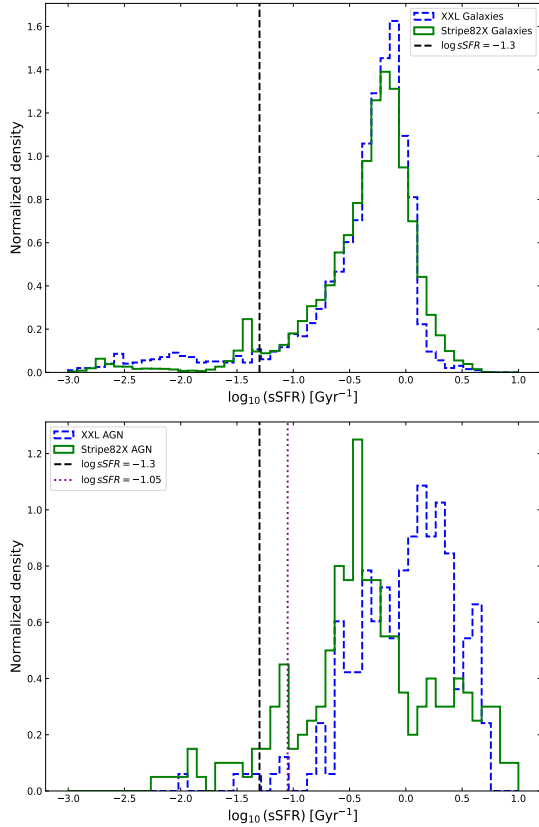 XXL Galaxies
Stripe82X Galaxies
log sSFR = −1.3
Normalized density
1.6
1.4
1.2
1.0
0.8
0.6
0.4
0.2
0.0
−3.0 −2.5 −2.0 −1.5 −1.0 −0.5 0.0 0.5 1.0
log₁₀ (sSFR) [Gyr⁻¹]
XXL AGN
Stripe82X AGN
log sSFR = −1.3
log sSFR = −1.05
Normalized density
1.2
1.0
0.8
0.6
0.4
0.2
0.0
−3.0 −2.5 −2.0 −1.5 −1.0 −0.5 0.0 0.5 1.0
log₁₀ (sSFR) [Gyr⁻¹]